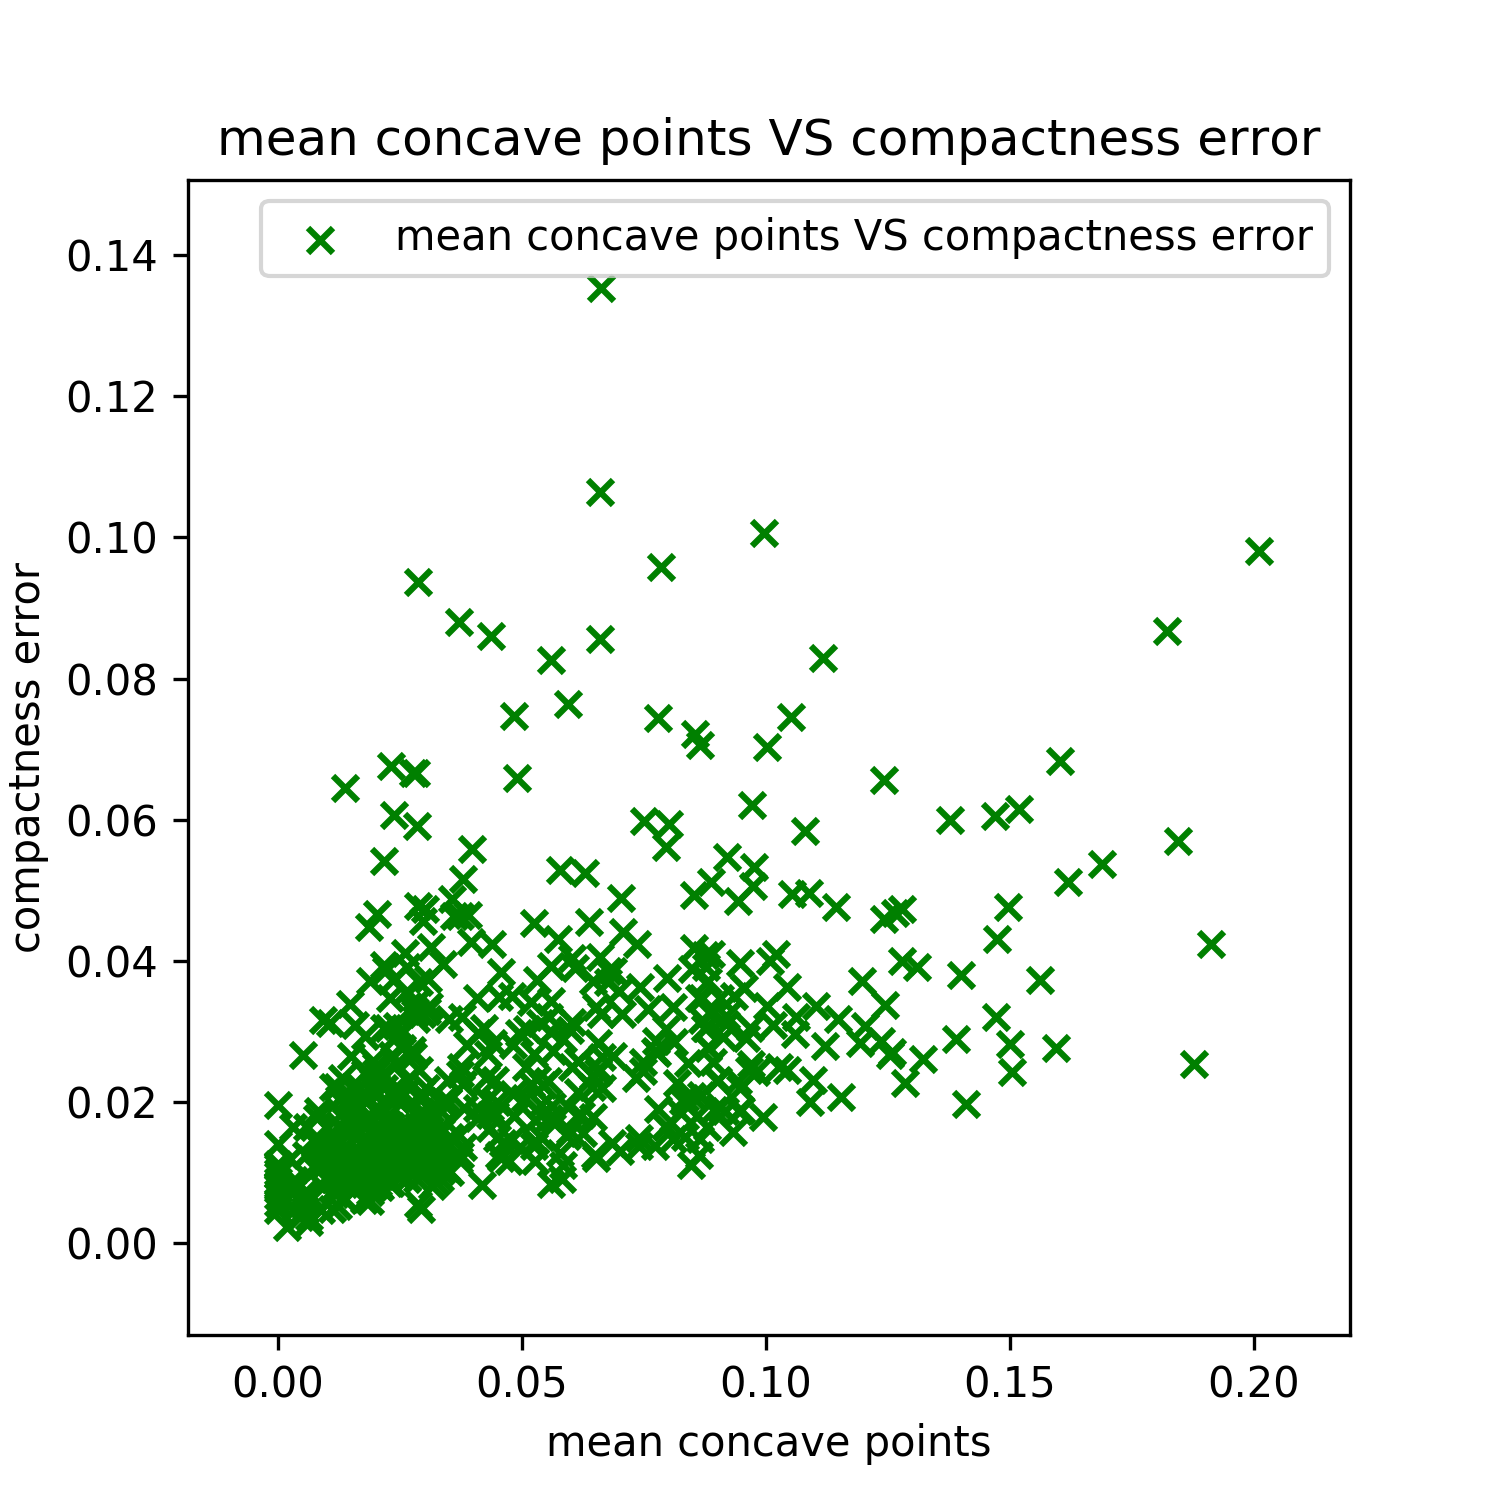 mean concave points VS compactness error
mean concave points VS compactness error
0.14
0.12
0.10
0.08
0.06
0.04
0.02
0.00
compactness error
0.00 0.05 0.10 0.15 0.20
mean concave points